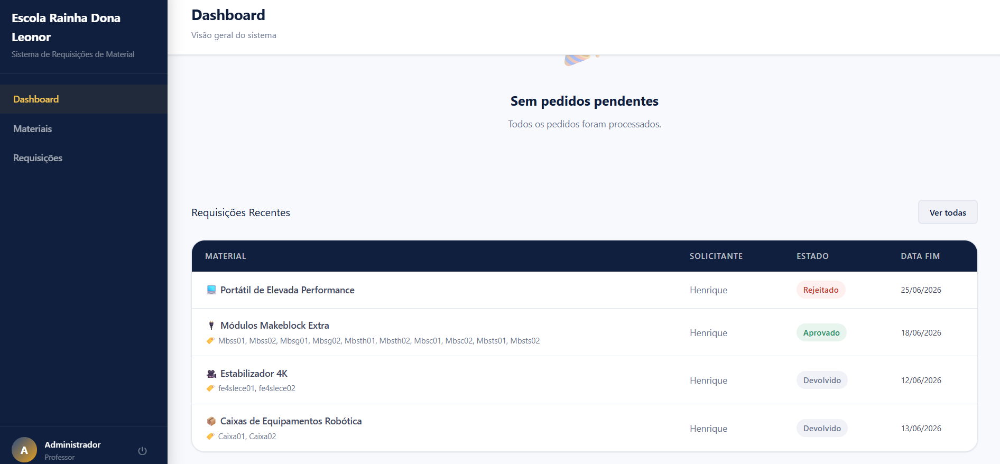 Escola Rainha Dona
Leonor
Sistema de Requisições de Material
Dashboard
Materiais
Requisições
A
Administrador
Professor
Dashboard
Visão geral do sistema
Sem pedidos pendentes
Todos os pedidos foram processados.
Requisições Recentes
Ver todas
MATERIAL SOLICITANTE ESTADO DATA FIM
Portátil de Elevada Performance Henrique Rejeitado 25/06/2026
Módulos Makeblock Extra Henrique Aprovado 18/06/2026
Mbss01, Mbss02, Mbsg01, Mbsg02, Mbsth01, Mbsth02, Mbsc01, Mbsc02, Mbsts01, Mbsts02
Estabilizador 4K Henrique Devolvido 12/06/2026
fe4slece01, fe4slece02
Caixas de Equipamentos Robótica Henrique Devolvido 13/06/2026
Caixa01, Caixa02